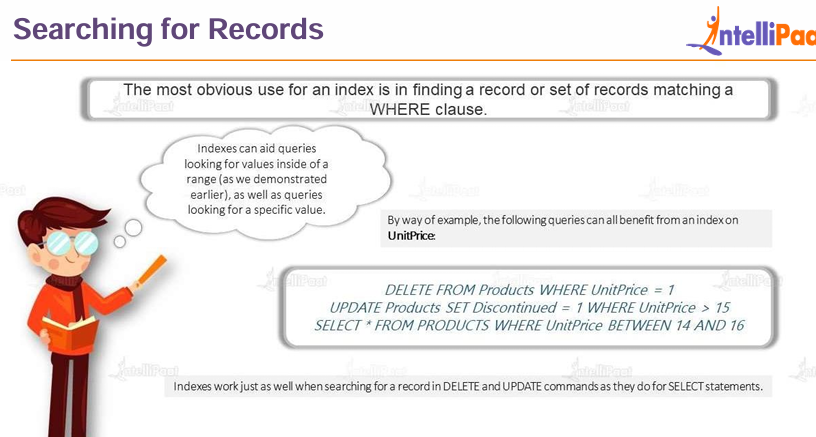 Searching for Records
IntelliPaa
The most obvious use for an index is in finding a record or set of records matching a
WHERE clause.
Indexes can aid queries
looking for values inside of a
range (as we demonstrated
earlier), as well as queries
looking for a specific value.
By way of example, the following queries can all benefit from an index on
UnitPrice:
DELETE FROM Products WHERE UnitPrice = 1
UPDATE Products SET Discontinued = 1 WHERE UnitPrice > 15
SELECT * FROM PRODUCTS WHERE UnitPrice BETWEEN 14 AND 16
Indexes work just as well when searching for a record in DELETE and UPDATE commands as they do for SELECT statements.